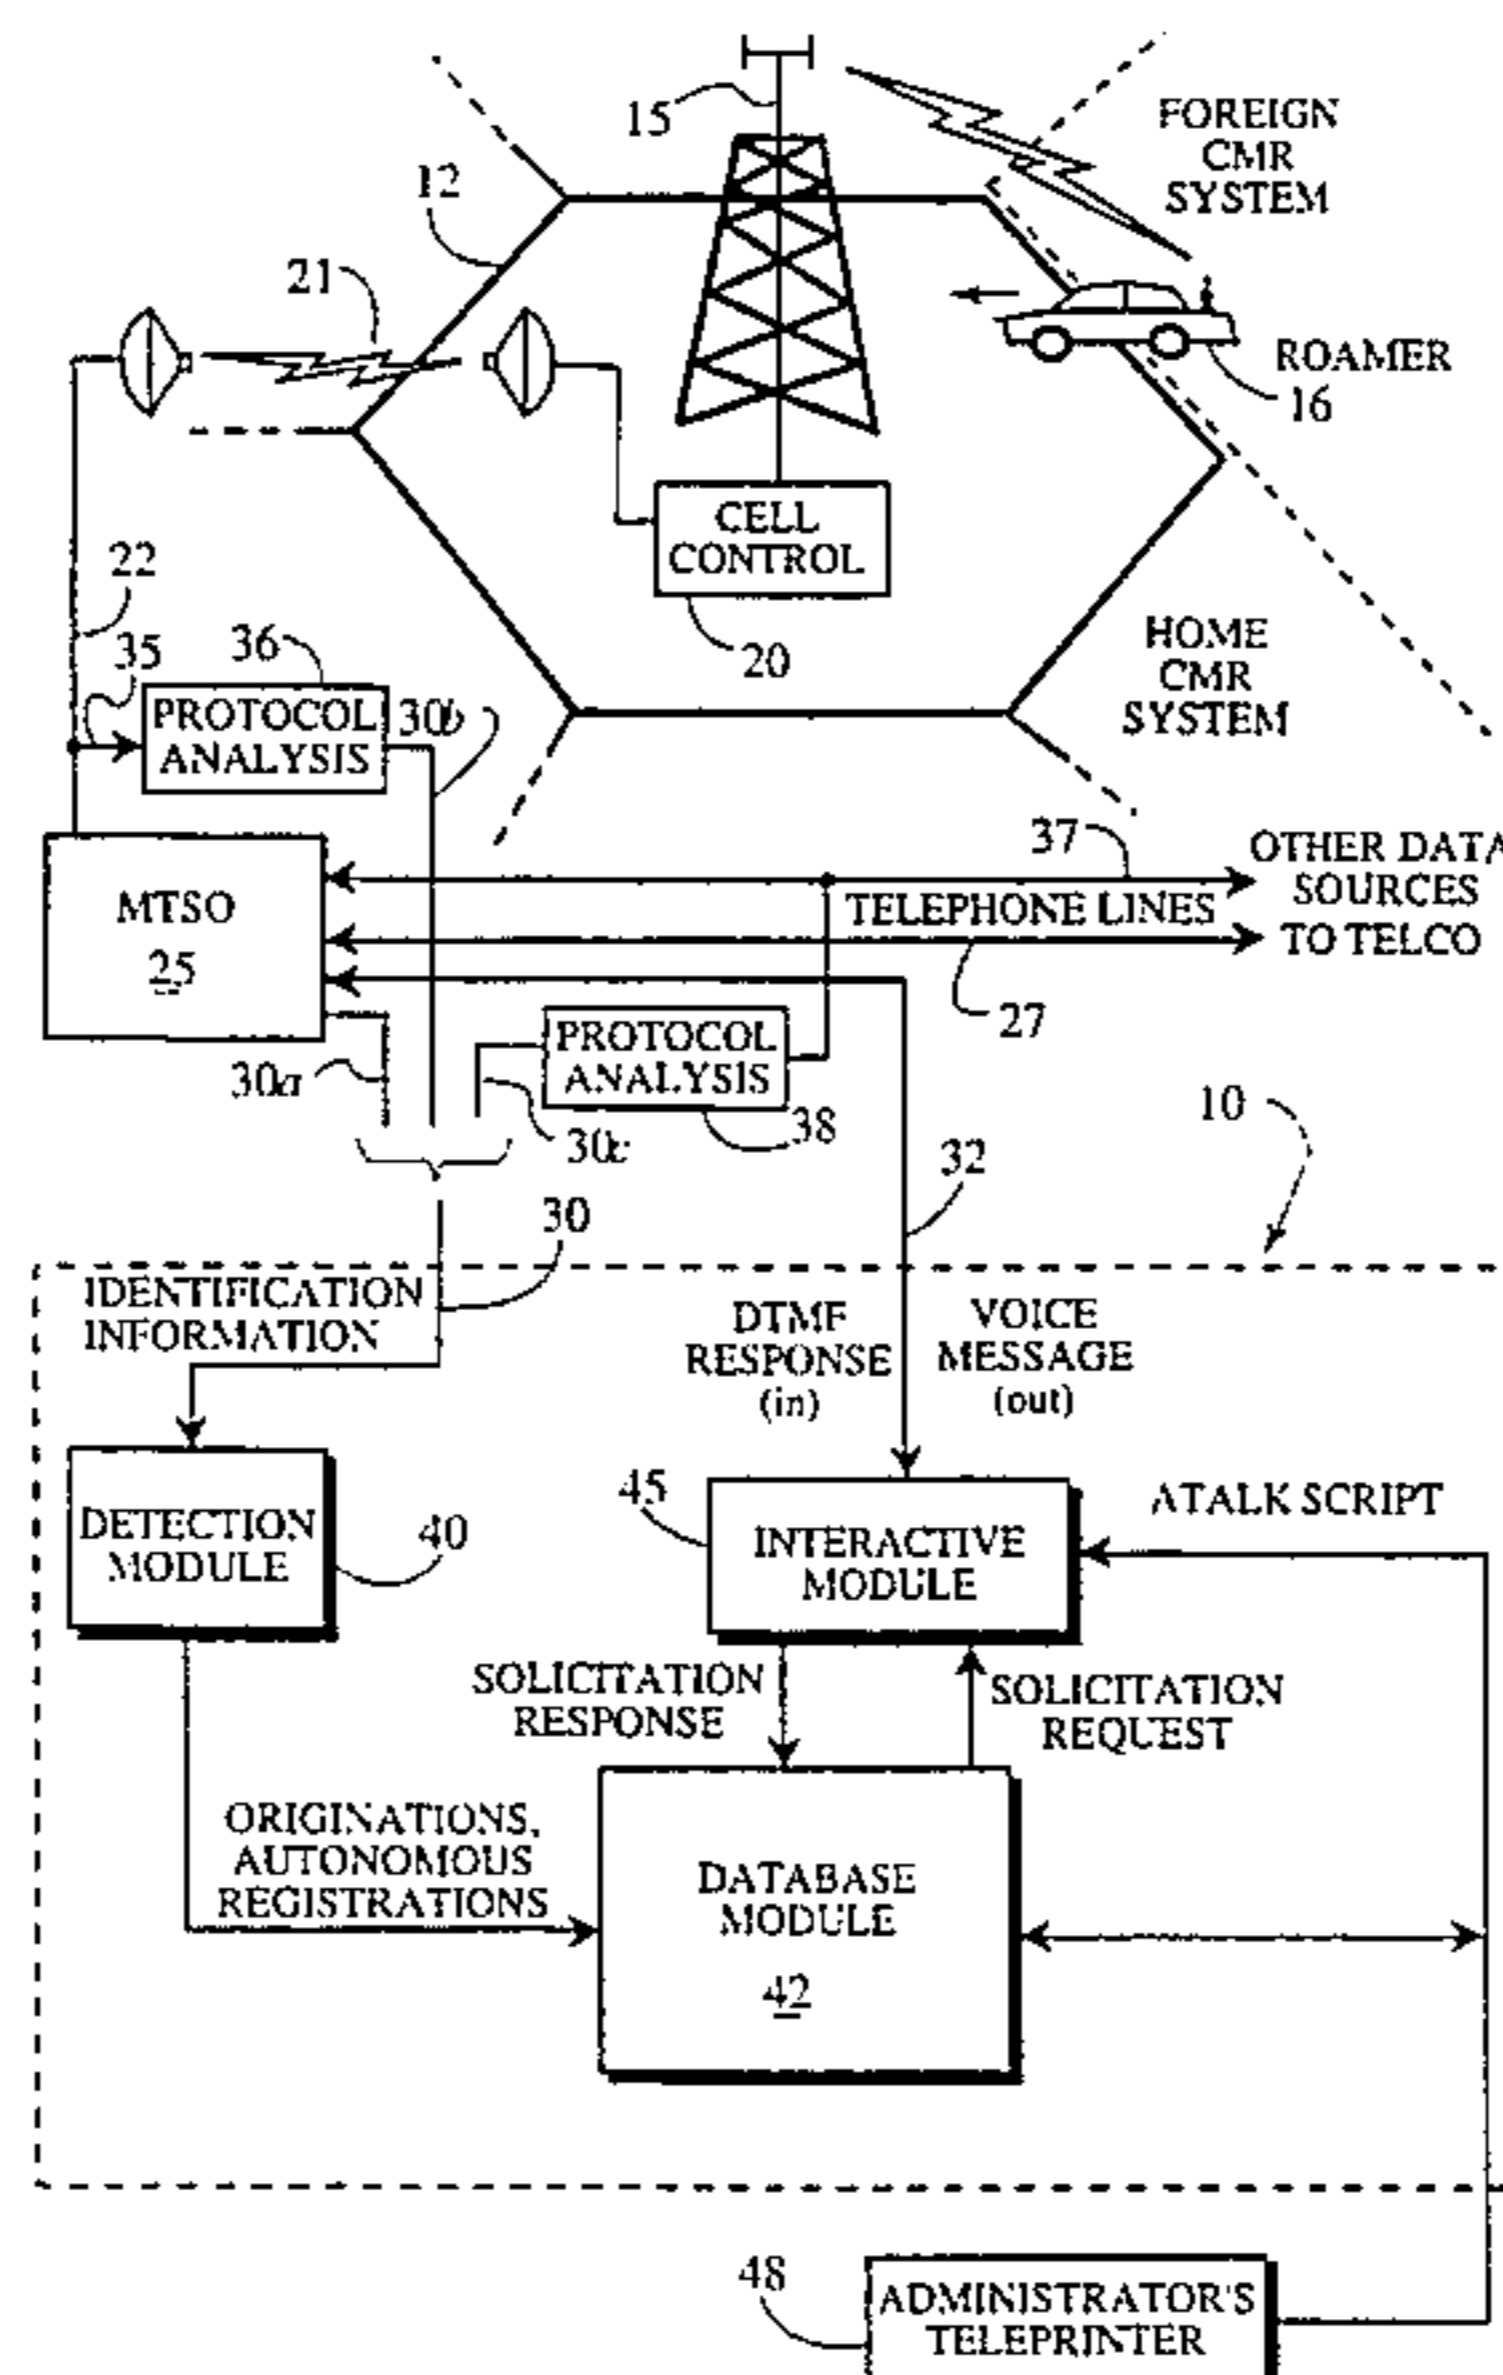 15
FOREIGN
CMR
SYSTEM
12
21
ROAMER
16
CELL
CONTROL
20
22
HOME
CMR
SYSTEM
35
36
PROTOCOL
ANALYSIS
30b
37
OTHER DATA
SOURCES
TELEPHONE LINES
TO TELCO
MTSO
25
27
PROTOCOL
ANALYSIS
30a
38
30c
10
32
30
IDENTIFICATION
INFORMATION
DTMF
RESPONSE
(in)
VOICE
MESSAGE
(out)
45
ATALK SCRIPT
DETECTION
MODULE
40
INTERACTIVE
MODULE
SOLICITATION
RESPONSE
SOLICITATION
REQUEST
ORIGINATIONS,
AUTONOMOUS
REGISTRATIONS
DATABASE
MODULE
42
48
ADMINISTRATOR'S
TELEPRINTER